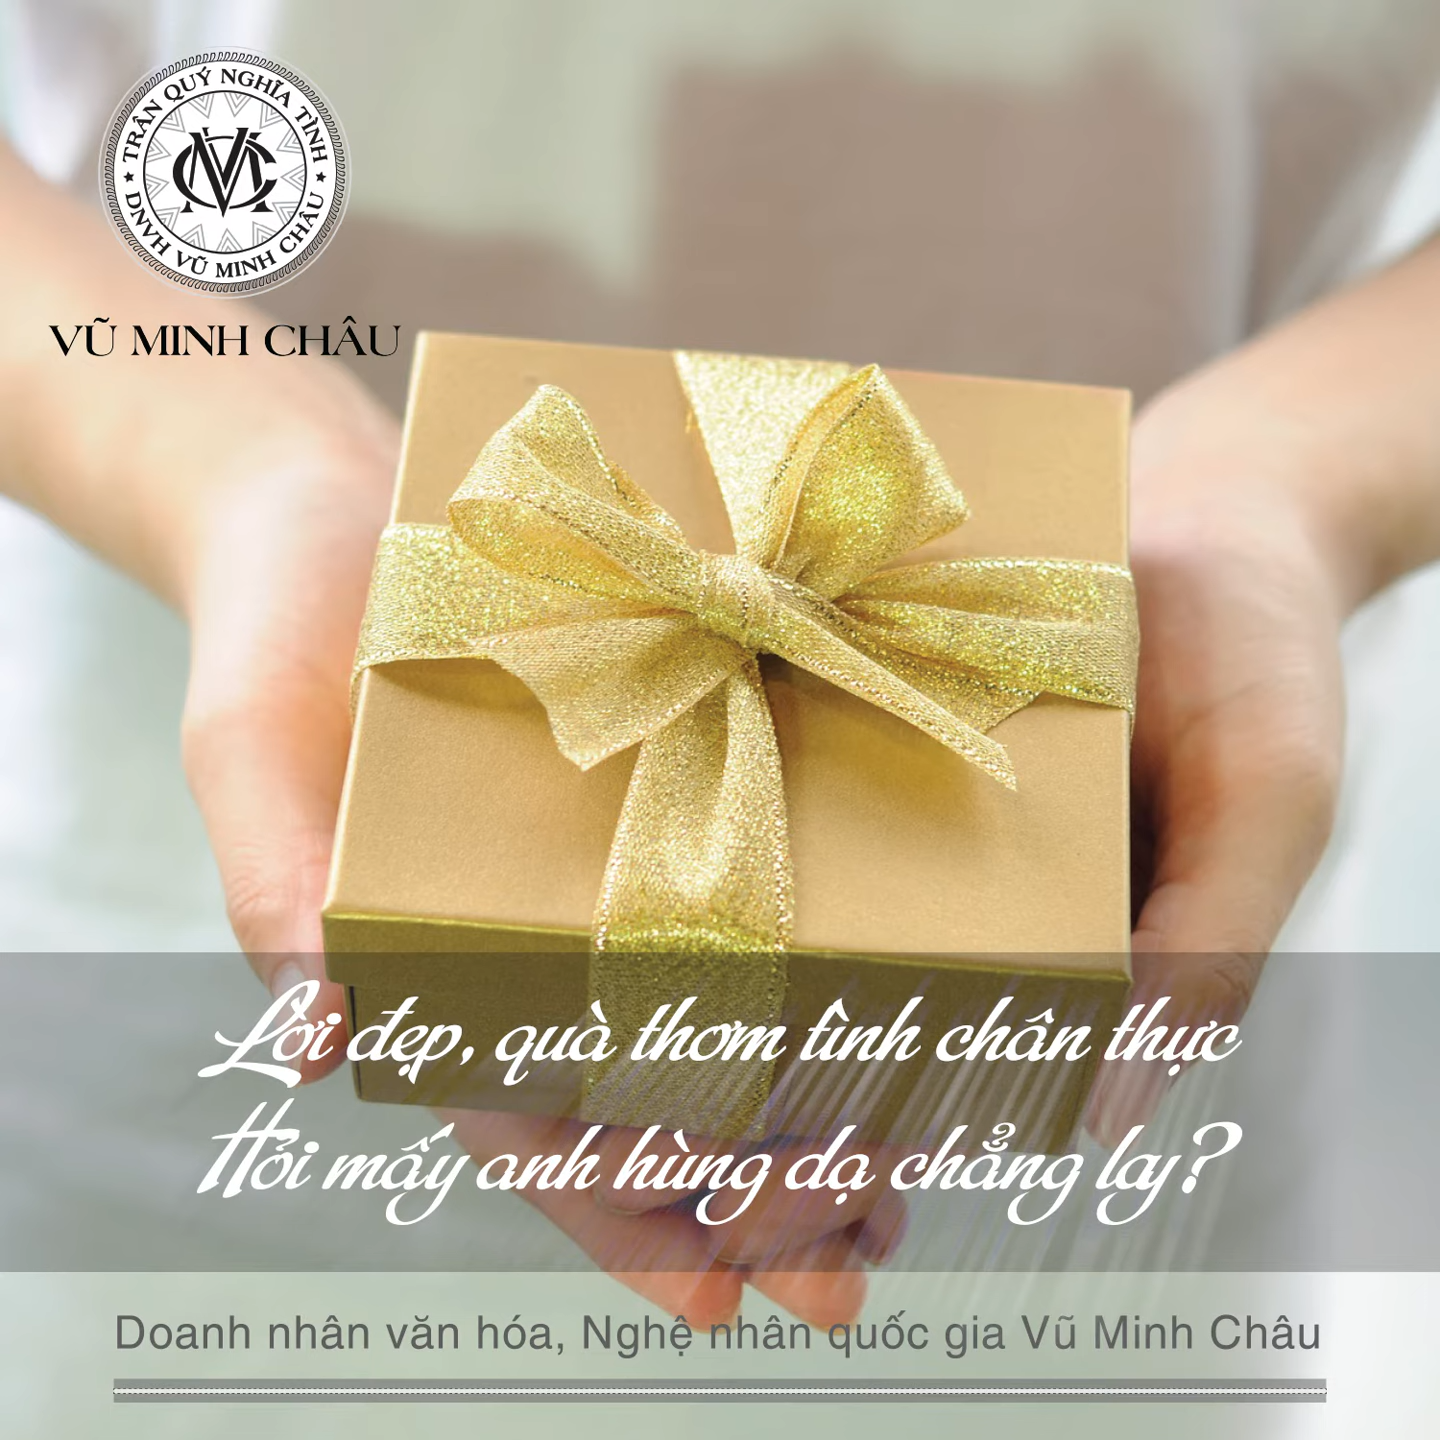 TRÂN QUÝ NGHĨA TÌNH
VMC
DNVH VŨ MINH CHÂU
VŨ MINH CHÂU
Lời đẹp, quà thơm tình chân thực
Hỏi mấy anh hùng dạ chẳng lay?
Doanh nhân văn hóa, Nghệ nhân quốc gia Vũ Minh Châu